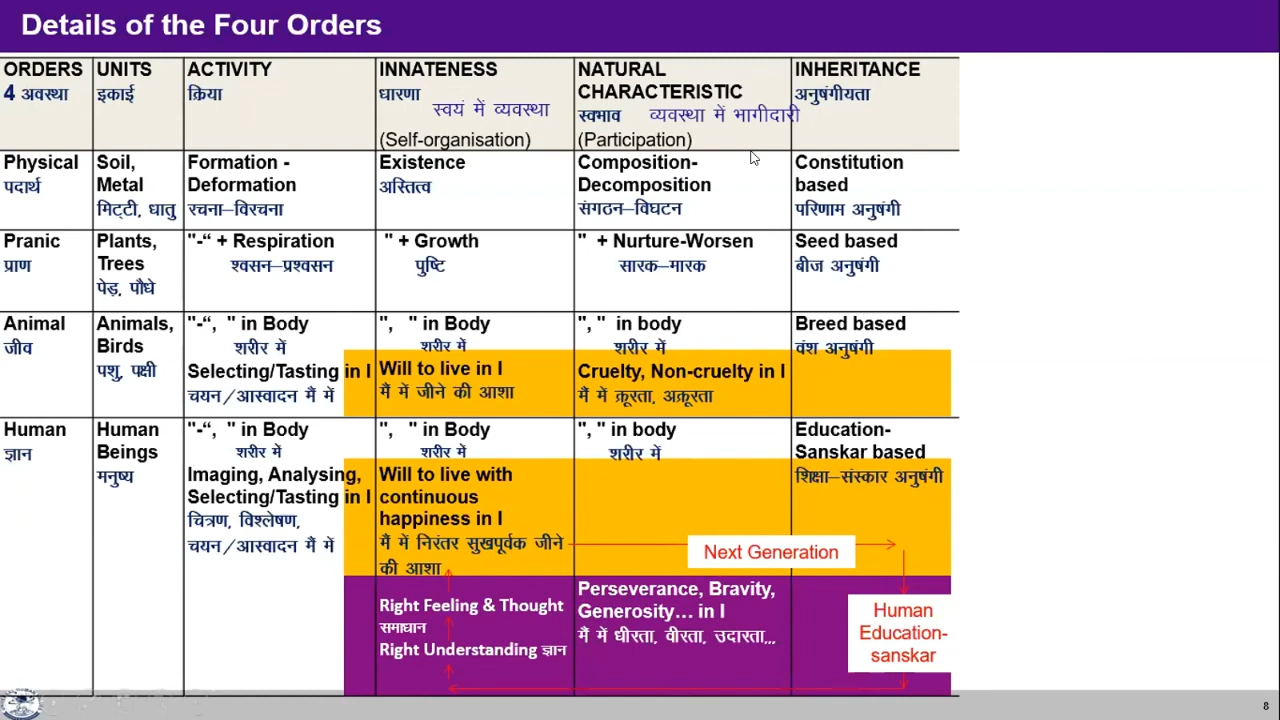 Details of the Four Orders
ORDERS
4 अवस्था
UNITS
इकाई
ACTIVITY
क्रिया
INNATENESS
धारणा
स्वयं में व्यवस्था
(Self-organisation)
NATURAL
CHARACTERISTIC
स्वभाव व्यवस्था में भागीदारी
(Participation)
INHERITANCE
अनुषंगीयता
Physical
पदार्थ
Soil,
Metal
मिट्टी, धातु
Formation -
Deformation
रचना–विरचना
Existence
अस्तित्व
Composition-
Decomposition
संगठन–विघटन
Constitution
based
परिणाम अनुषंगी
Pranic
प्राण
Plants,
Trees
पेड़, पौधे
"-“ + Respiration
श्वसन–प्रश्वसन
" + Growth
पुष्टि
" + Nurture-Worsen
सारक–मारक
Seed based
बीज अनुषंगी
Animal
जीव
Animals,
Birds
पशु, पक्षी
"-“, " in Body
शरीर में
Selecting/Tasting in I
चयन/आस्वादन मैं में
", " in Body
शरीर में
Will to live in I
मैं में जीने की आशा
", " in body
शरीर में
Cruelty, Non-cruelty in I
मैं में क्रूरता, अक्रूरता
Breed based
वंश अनुषंगी
Human
ज्ञान
Human
Beings
मनुष्य
"-“, " in Body
शरीर में
Imaging, Analysing,
Selecting/Tasting in I
चित्रण, विश्लेषण,
चयन/आस्वादन मैं में
", " in Body
शरीर में
Will to live with
continuous
happiness in I
मैं में निरंतर सुखपूर्वक जीने
की आशा
Right Feeling & Thought
समाधान
Right Understanding ज्ञान
", " in body
शरीर में
Perseverance, Bravity,
Generosity… in I
मैं में धीरता, वीरता, उदारता,,,
Education-
Sanskar based
शिक्षा–संस्कार अनुषंगी
Next Generation
Human
Education-
sanskar
8